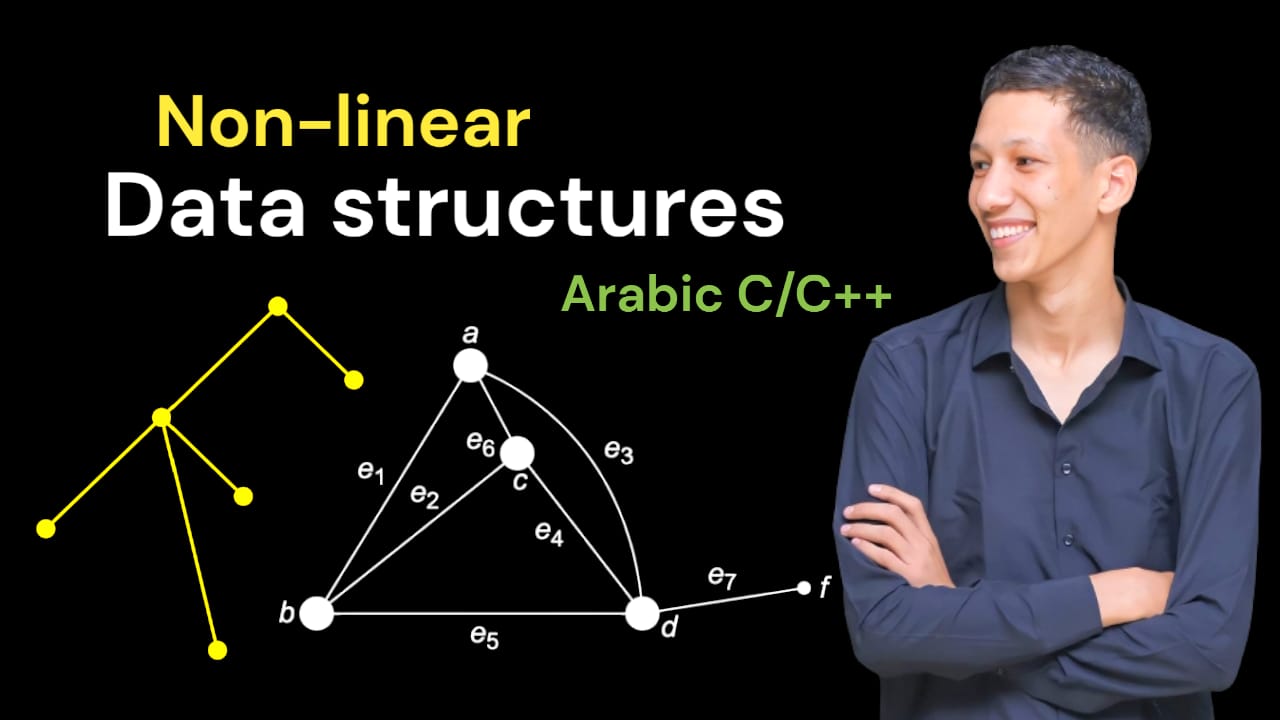 Non-linear
Data structures
Arabic C/C++
a
e6
e3
c
e1
e2
e4
e7
f
b
d
e5